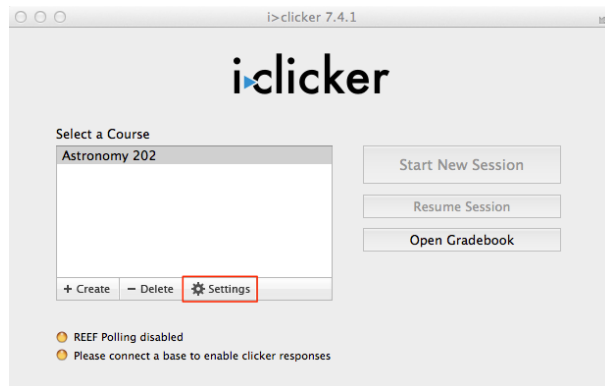 i>clicker 7.4.1
i>clicker
Select a Course
Astronomy 202
Start New Session
Resume Session
Open Gradebook
+ Create
− Delete
Settings
REEF Polling disabled
Please connect a base to enable clicker responses